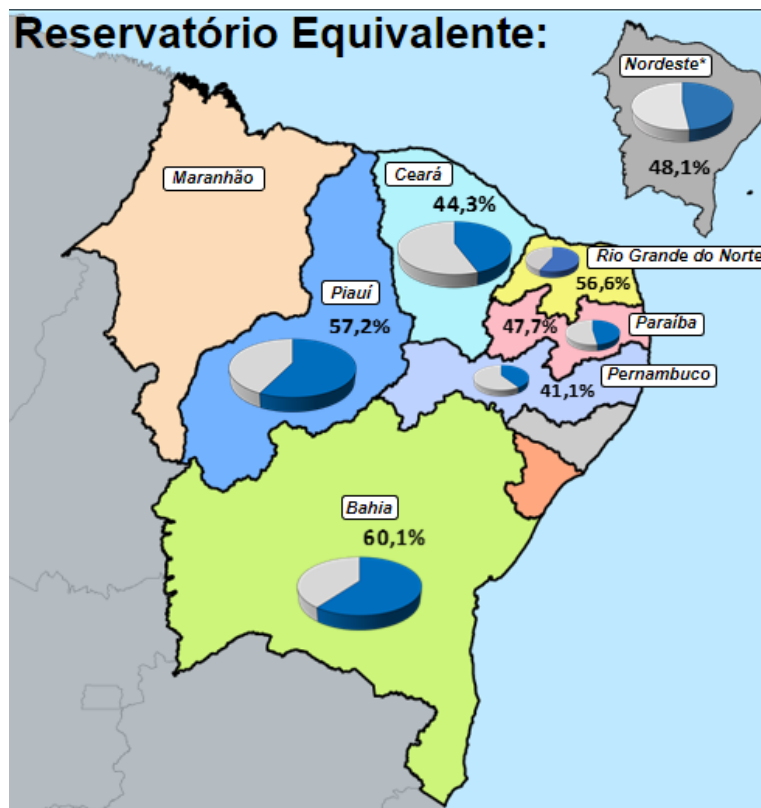 Reservatório Equivalente:
Nordeste*
48,1%
Maranhão
Ceará
44,3%
Rio Grande do Norte
56,6%
Piauí
57,2%
47,7%
Paraíba
Pernambuco
41,1%
Bahia
60,1%